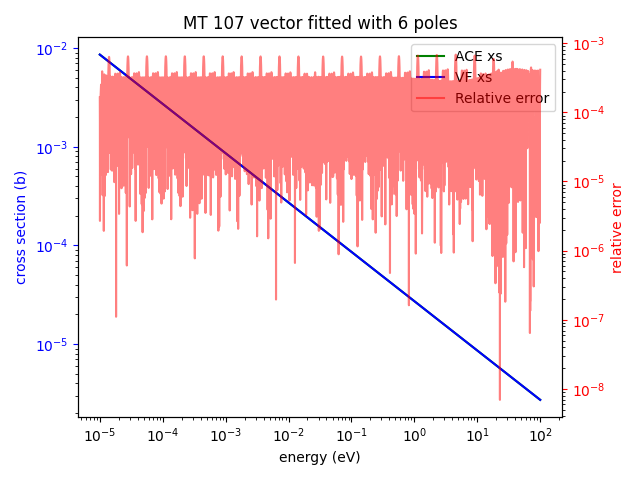 MT 107 vector fitted with 6 poles
ACE xs
VF xs
Relative error
cross section (b)
10⁻²
10⁻³
10⁻⁴
10⁻⁵
10⁻³
10⁻⁴
10⁻⁵
10⁻⁶
10⁻⁷
10⁻⁸
relative error
10⁻⁵ 10⁻⁴ 10⁻³ 10⁻² 10⁻¹ 10⁰ 10¹ 10²
energy (eV)